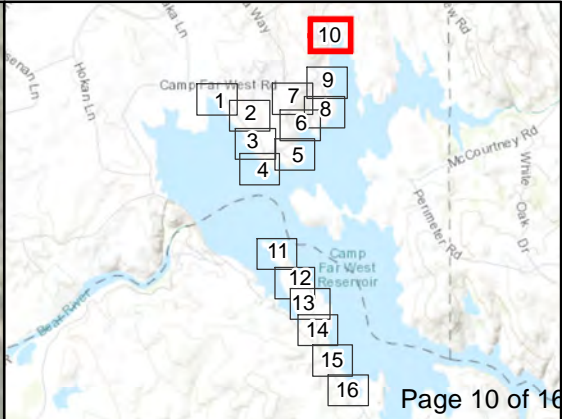 10
Hokan Ln
Camp Far West Rd
9
1
7
2
8
6
3
McCourtney Rd
5
4
White Oak Dr
Perimeter Rd
11
Camp
Far West
Reservoir
12
13
Bear River
14
15
16
Page 10 of 16